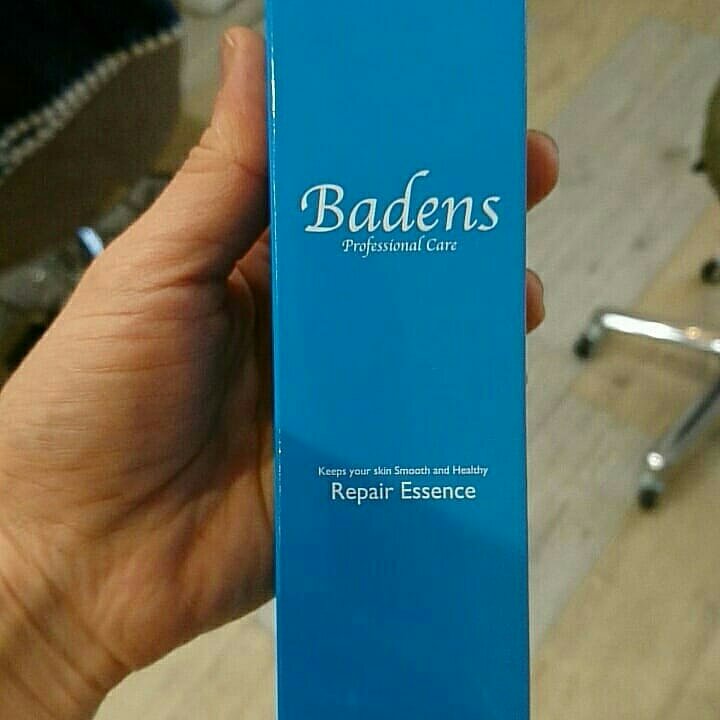 Badens
Professional Care
Keeps your skin Smooth and Healthy
Repair Essence